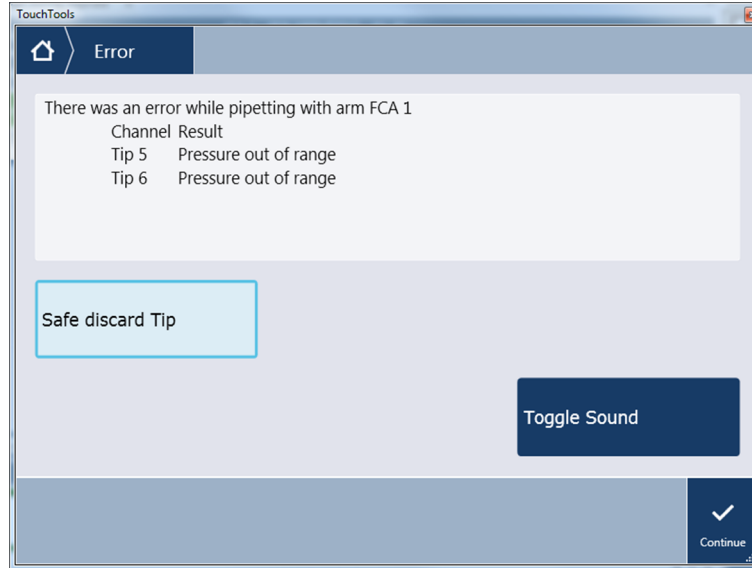 TouchTools
Error
There was an error while pipetting with arm FCA 1
Channel Result
Tip 5 Pressure out of range
Tip 6 Pressure out of range
Safe discard Tip
Toggle Sound
Continue